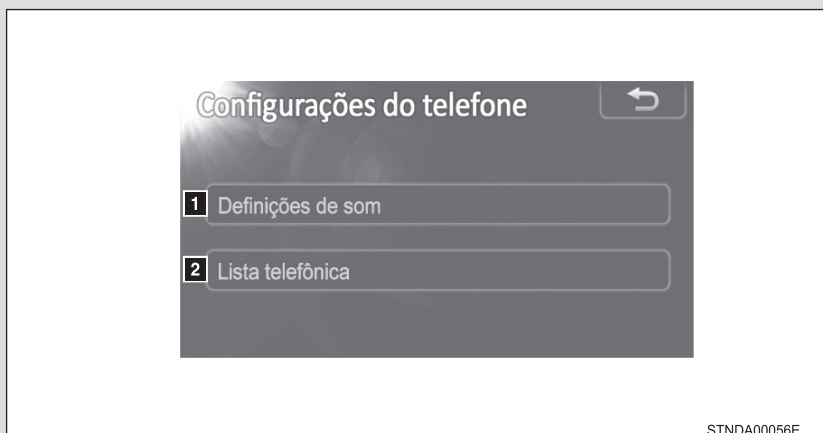 Configurações do telefone
1 Definições de som
2 Lista telefônica
STNDA00056E